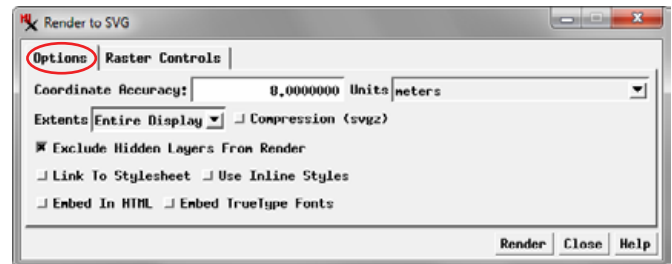 Render to SVG
Options Raster Controls
Coordinate Accuracy: 8.0000000 Units meters
Extents Entire Display Compression (svgz)
Exclude Hidden Layers From Render
Link To Stylesheet Use Inline Styles
Embed In HTML Embed TrueType Fonts
Render Close Help